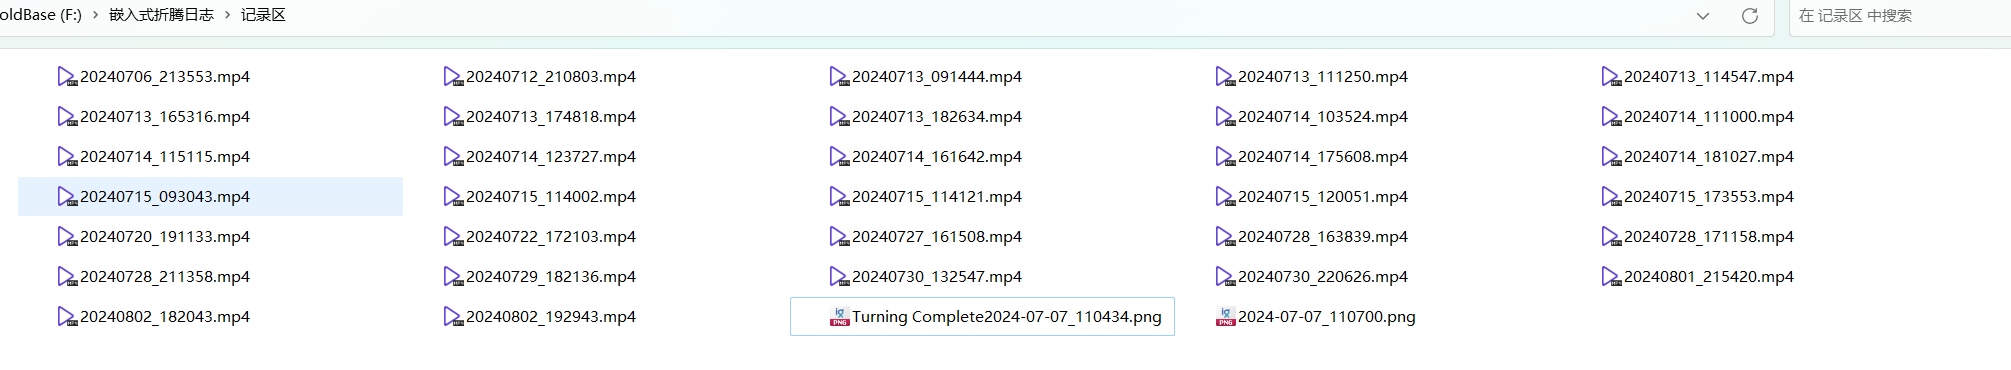 oldBase (F:) > 嵌入式折腾日志 > 记录区 在 记录区 中搜索
20240706_213553.mp4 20240712_210803.mp4 20240713_091444.mp4 20240713_111250.mp4 20240713_114547.mp4
20240713_165316.mp4 20240713_174818.mp4 20240713_182634.mp4 20240714_103524.mp4 20240714_111000.mp4
20240714_115115.mp4 20240714_123727.mp4 20240714_161642.mp4 20240714_175608.mp4 20240714_181027.mp4
20240715_093043.mp4 20240715_114002.mp4 20240715_114121.mp4 20240715_120051.mp4 20240715_173553.mp4
20240720_191133.mp4 20240722_172103.mp4 20240727_161508.mp4 20240728_163839.mp4 20240728_171158.mp4
20240728_211358.mp4 20240729_182136.mp4 20240730_132547.mp4 20240730_220626.mp4 20240801_215420.mp4
20240802_182043.mp4 20240802_192943.mp4 Turning Complete2024-07-07_110434.png 2024-07-07_110700.png